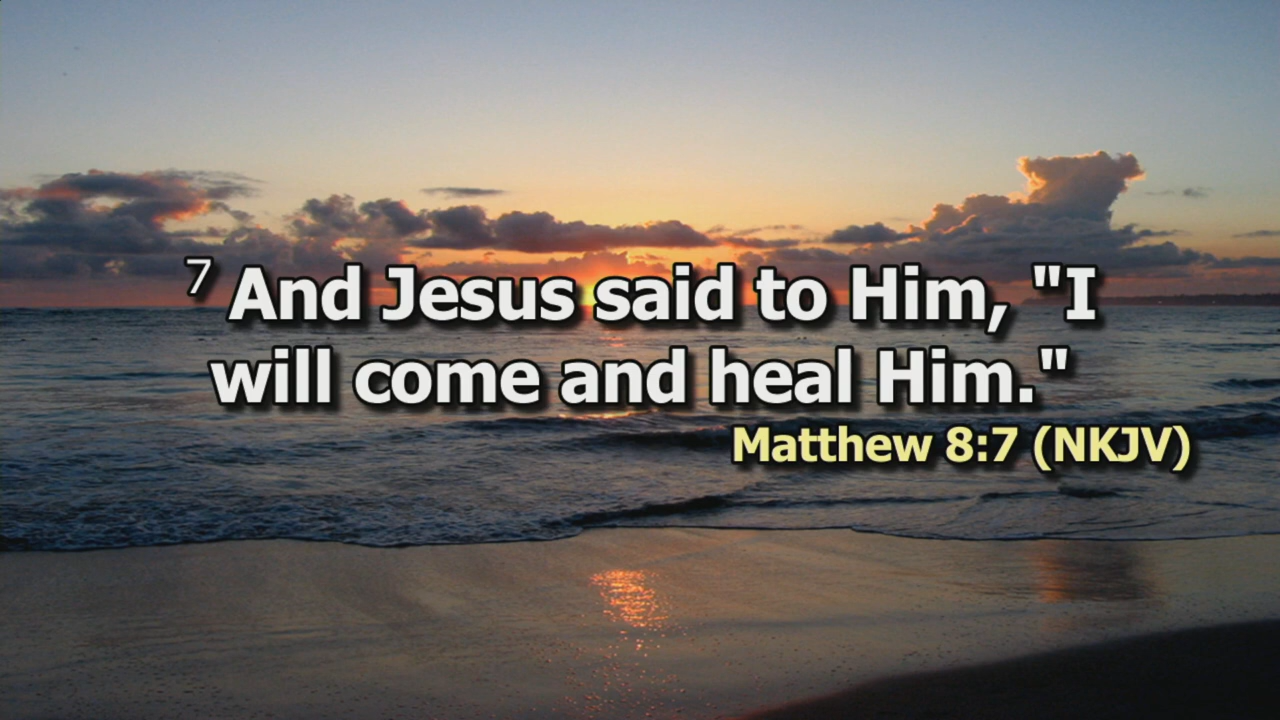 7 And Jesus said to Him, "I
will come and heal Him."
Matthew 8:7 (NKJV)